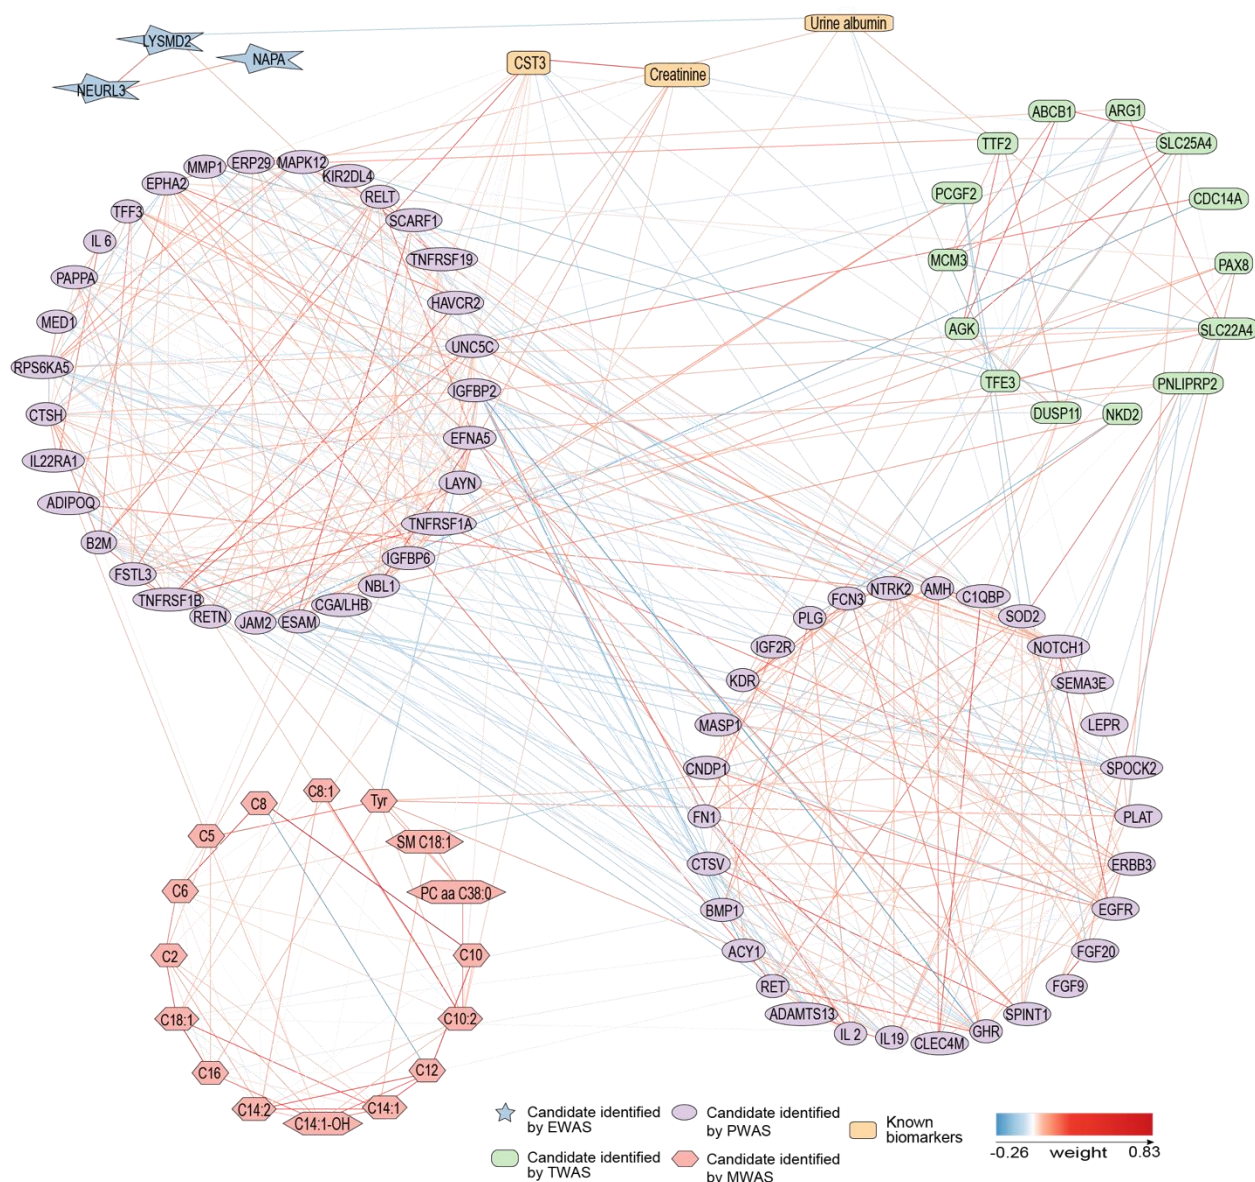 Urine albumin
LYSMD2
NAPA
NEURL3
CST3
Creatinine
ABCB1
ARG1
TTF2
SLC25A4
PCGF2
CDC14A
MCM3
PAX8
AGK
SLC22A4
TFE3
PNLIPRP2
DUSP11
NKD2
MMP1
ERP29
MAPK12
KIR2DL4
EPHA2
RELT
TFF3
SCARF1
IL 6
TNFRSF19
PAPPA
HAVCR2
MED1
UNC5C
RPS6KA5
IGFBP2
CTSH
EFNA5
IL22RA1
LAYN
ADIPOQ
TNFRSF1A
B2M
IGFBP6
FSTL3
NBL1
TNFRSF1B
CGA/LHB
RETN
JAM2
ESAM
NTRK2
AMH
C1QBP
FCN3
SOD2
PLG
NOTCH1
IGF2R
SEMA3E
KDR
LEPR
MASP1
SPOCK2
CNDP1
PLAT
FN1
ERBB3
CTSV
EGFR
BMP1
FGF20
ACY1
FGF9
RET
SPINT1
ADAMTS13
GHR
IL 2
IL19
CLEC4M
C8:1
Tyr
C8
C5
SM C18:1
C6
PC aa C38:0
C2
C10
C18:1
C10:2
C16
C12
C14:2
C14:1
C14:1-OH
Candidate identified
by EWAS
Candidate identified
by PWAS
Known
biomarkers
Candidate identified
by TWAS
Candidate identified
by MWAS
-0.26 weight 0.83